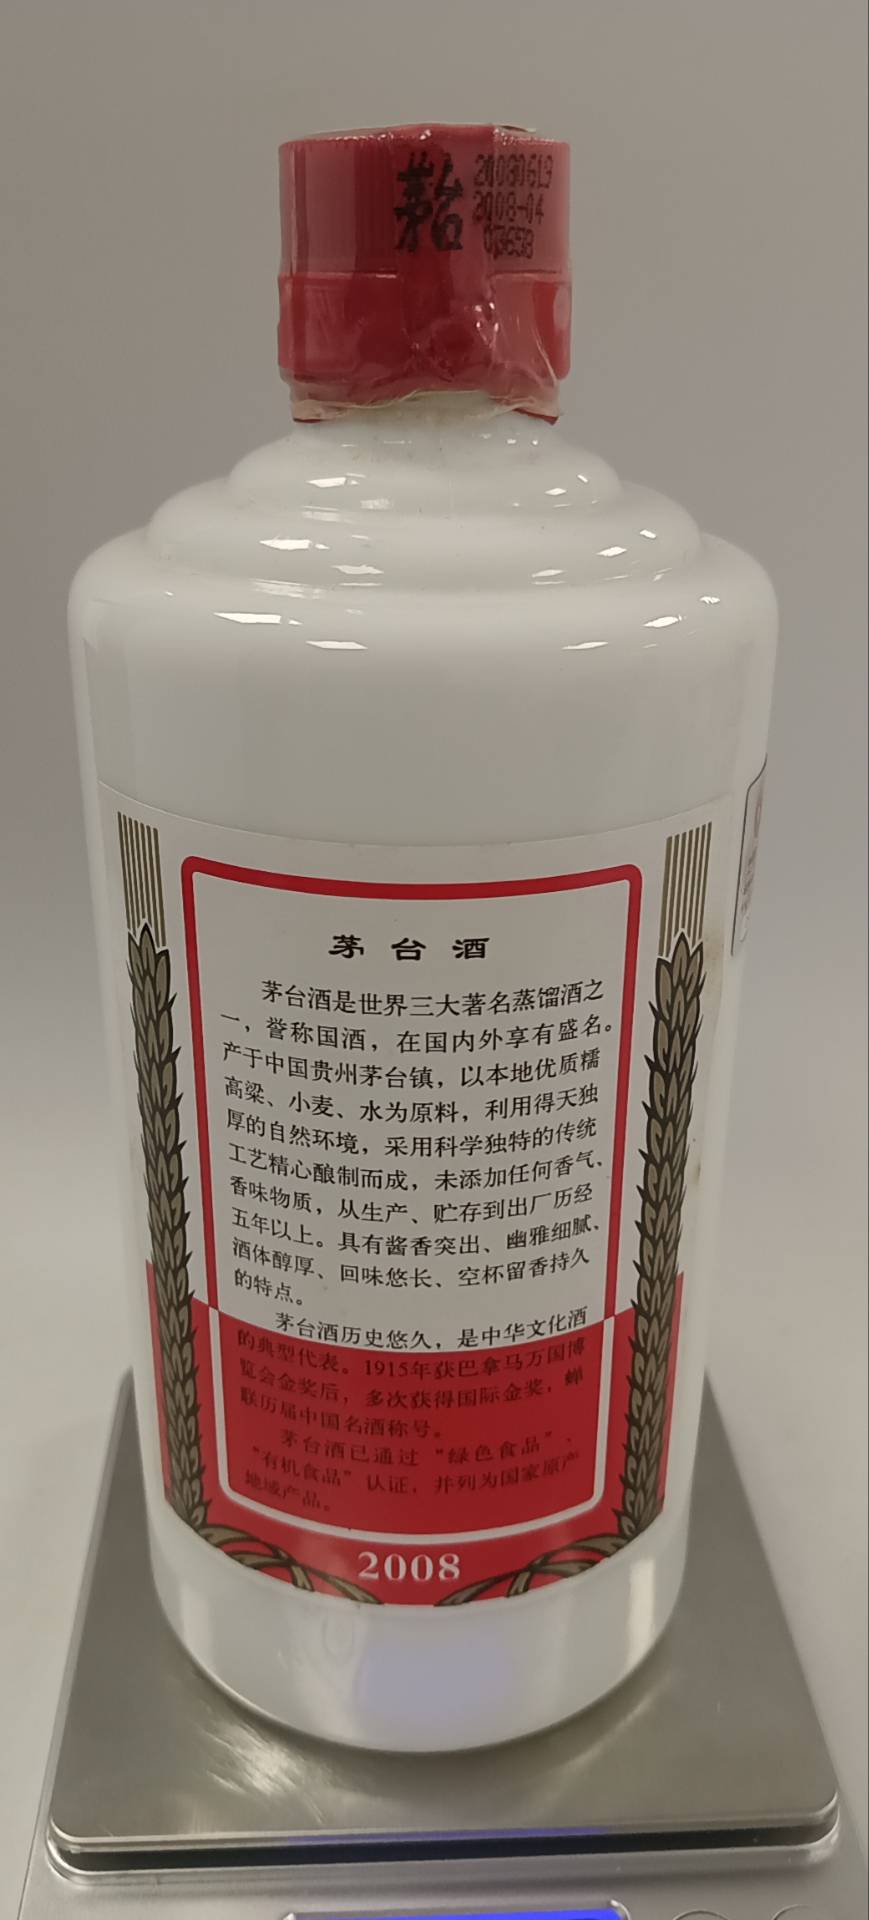 茅台
20080619
2008-04
03658
茅台酒
茅台酒是世界三大著名蒸馏酒之
一，誉称国酒，在国内外享有盛名。
产于中国贵州茅台镇，以本地优质糯
高粱、小麦、水为原料，利用得天独
厚的自然环境，采用科学独特的传统
工艺精心酿制而成，未添加任何香气、
香味物质，从生产、贮存到出厂历经
五年以上。具有酱香突出、幽雅细腻、
酒体醇厚、回味悠长、空杯留香持久
的特点。
茅台酒历史悠久，是中华文化酒
的典型代表。1915年获巴拿马万国博
览会金奖后，多次获得国际金奖，蝉
联历届中国名酒称号。
茅台酒已通过“绿色食品”、
“有机食品”认证，并列为国家原产
地域产品。
2008